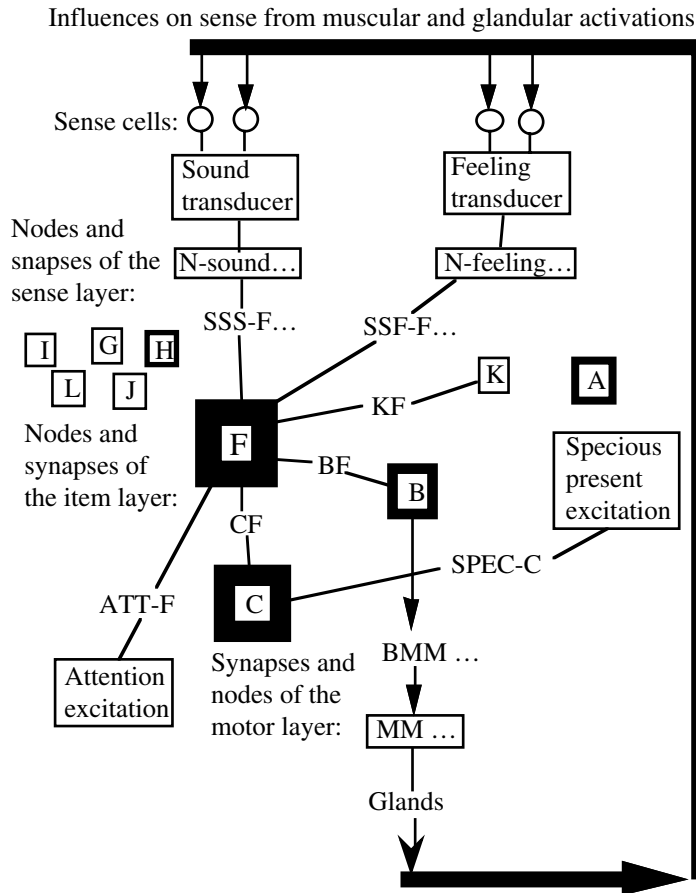 Influences on sense from muscular and glandular activations
Sense cells:
Sound
transducer
Feeling
transducer
Nodes and
snapses of the
sense layer:
N-sound…
N-feeling…
SSS-F…
SSF-F…
I
G
H
L
J
K
A
KF
Nodes and
synapses of
the item layer:
F
BF
B
Specious
present
excitation
CF
SPEC-C
C
ATT-F
Attention
excitation
Synapses and
nodes of the
motor layer:
BMM …
MM …
Glands